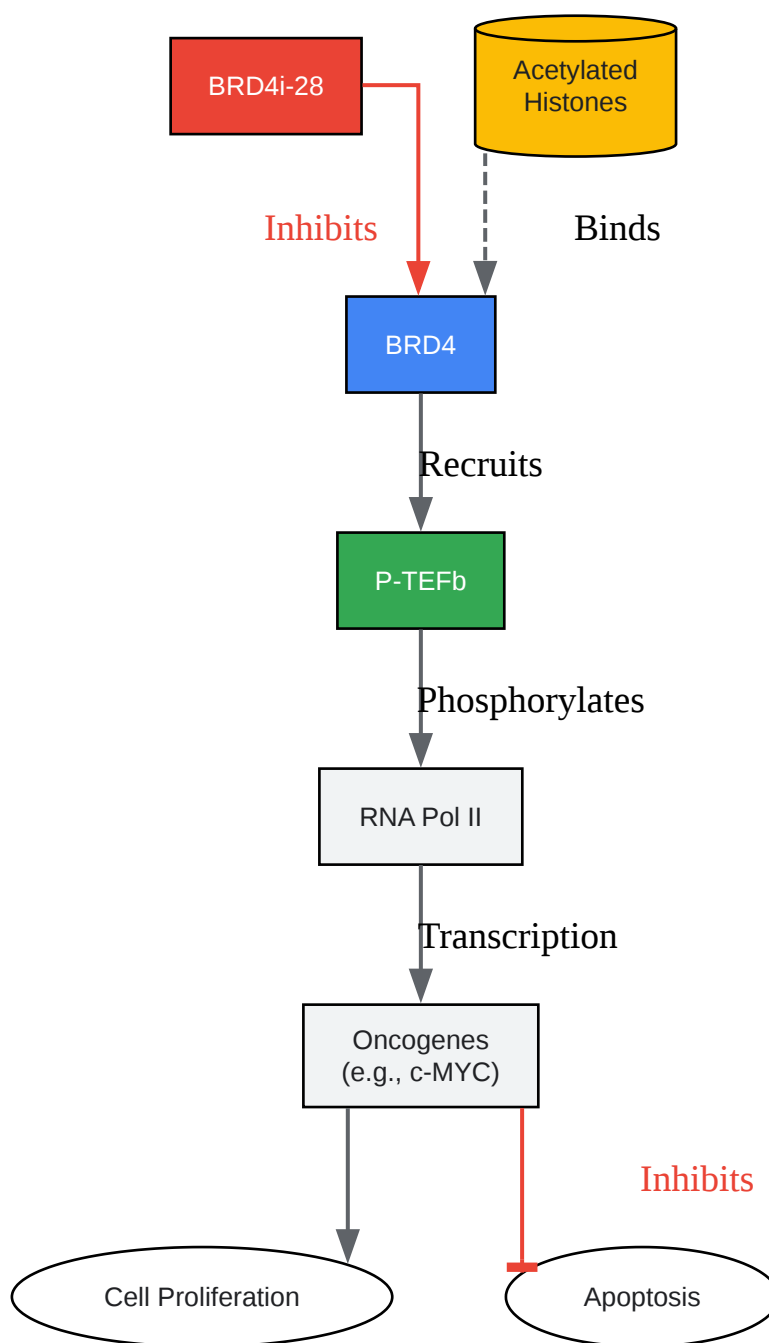 BRD4i-28
Acetylated
Histones
Inhibits
Binds
BRD4
Recruits
P-TEFb
Phosphorylates
RNA Pol II
Transcription
Oncogenes
(e.g., c-MYC)
Inhibits
Cell Proliferation
Apoptosis